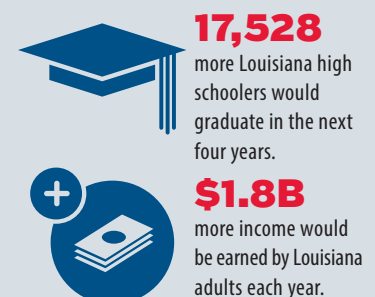 17,528
more Louisiana high
schoolers would
graduate in the next
four years.
$1.8B
more income would
be earned by Louisiana
adults each year.